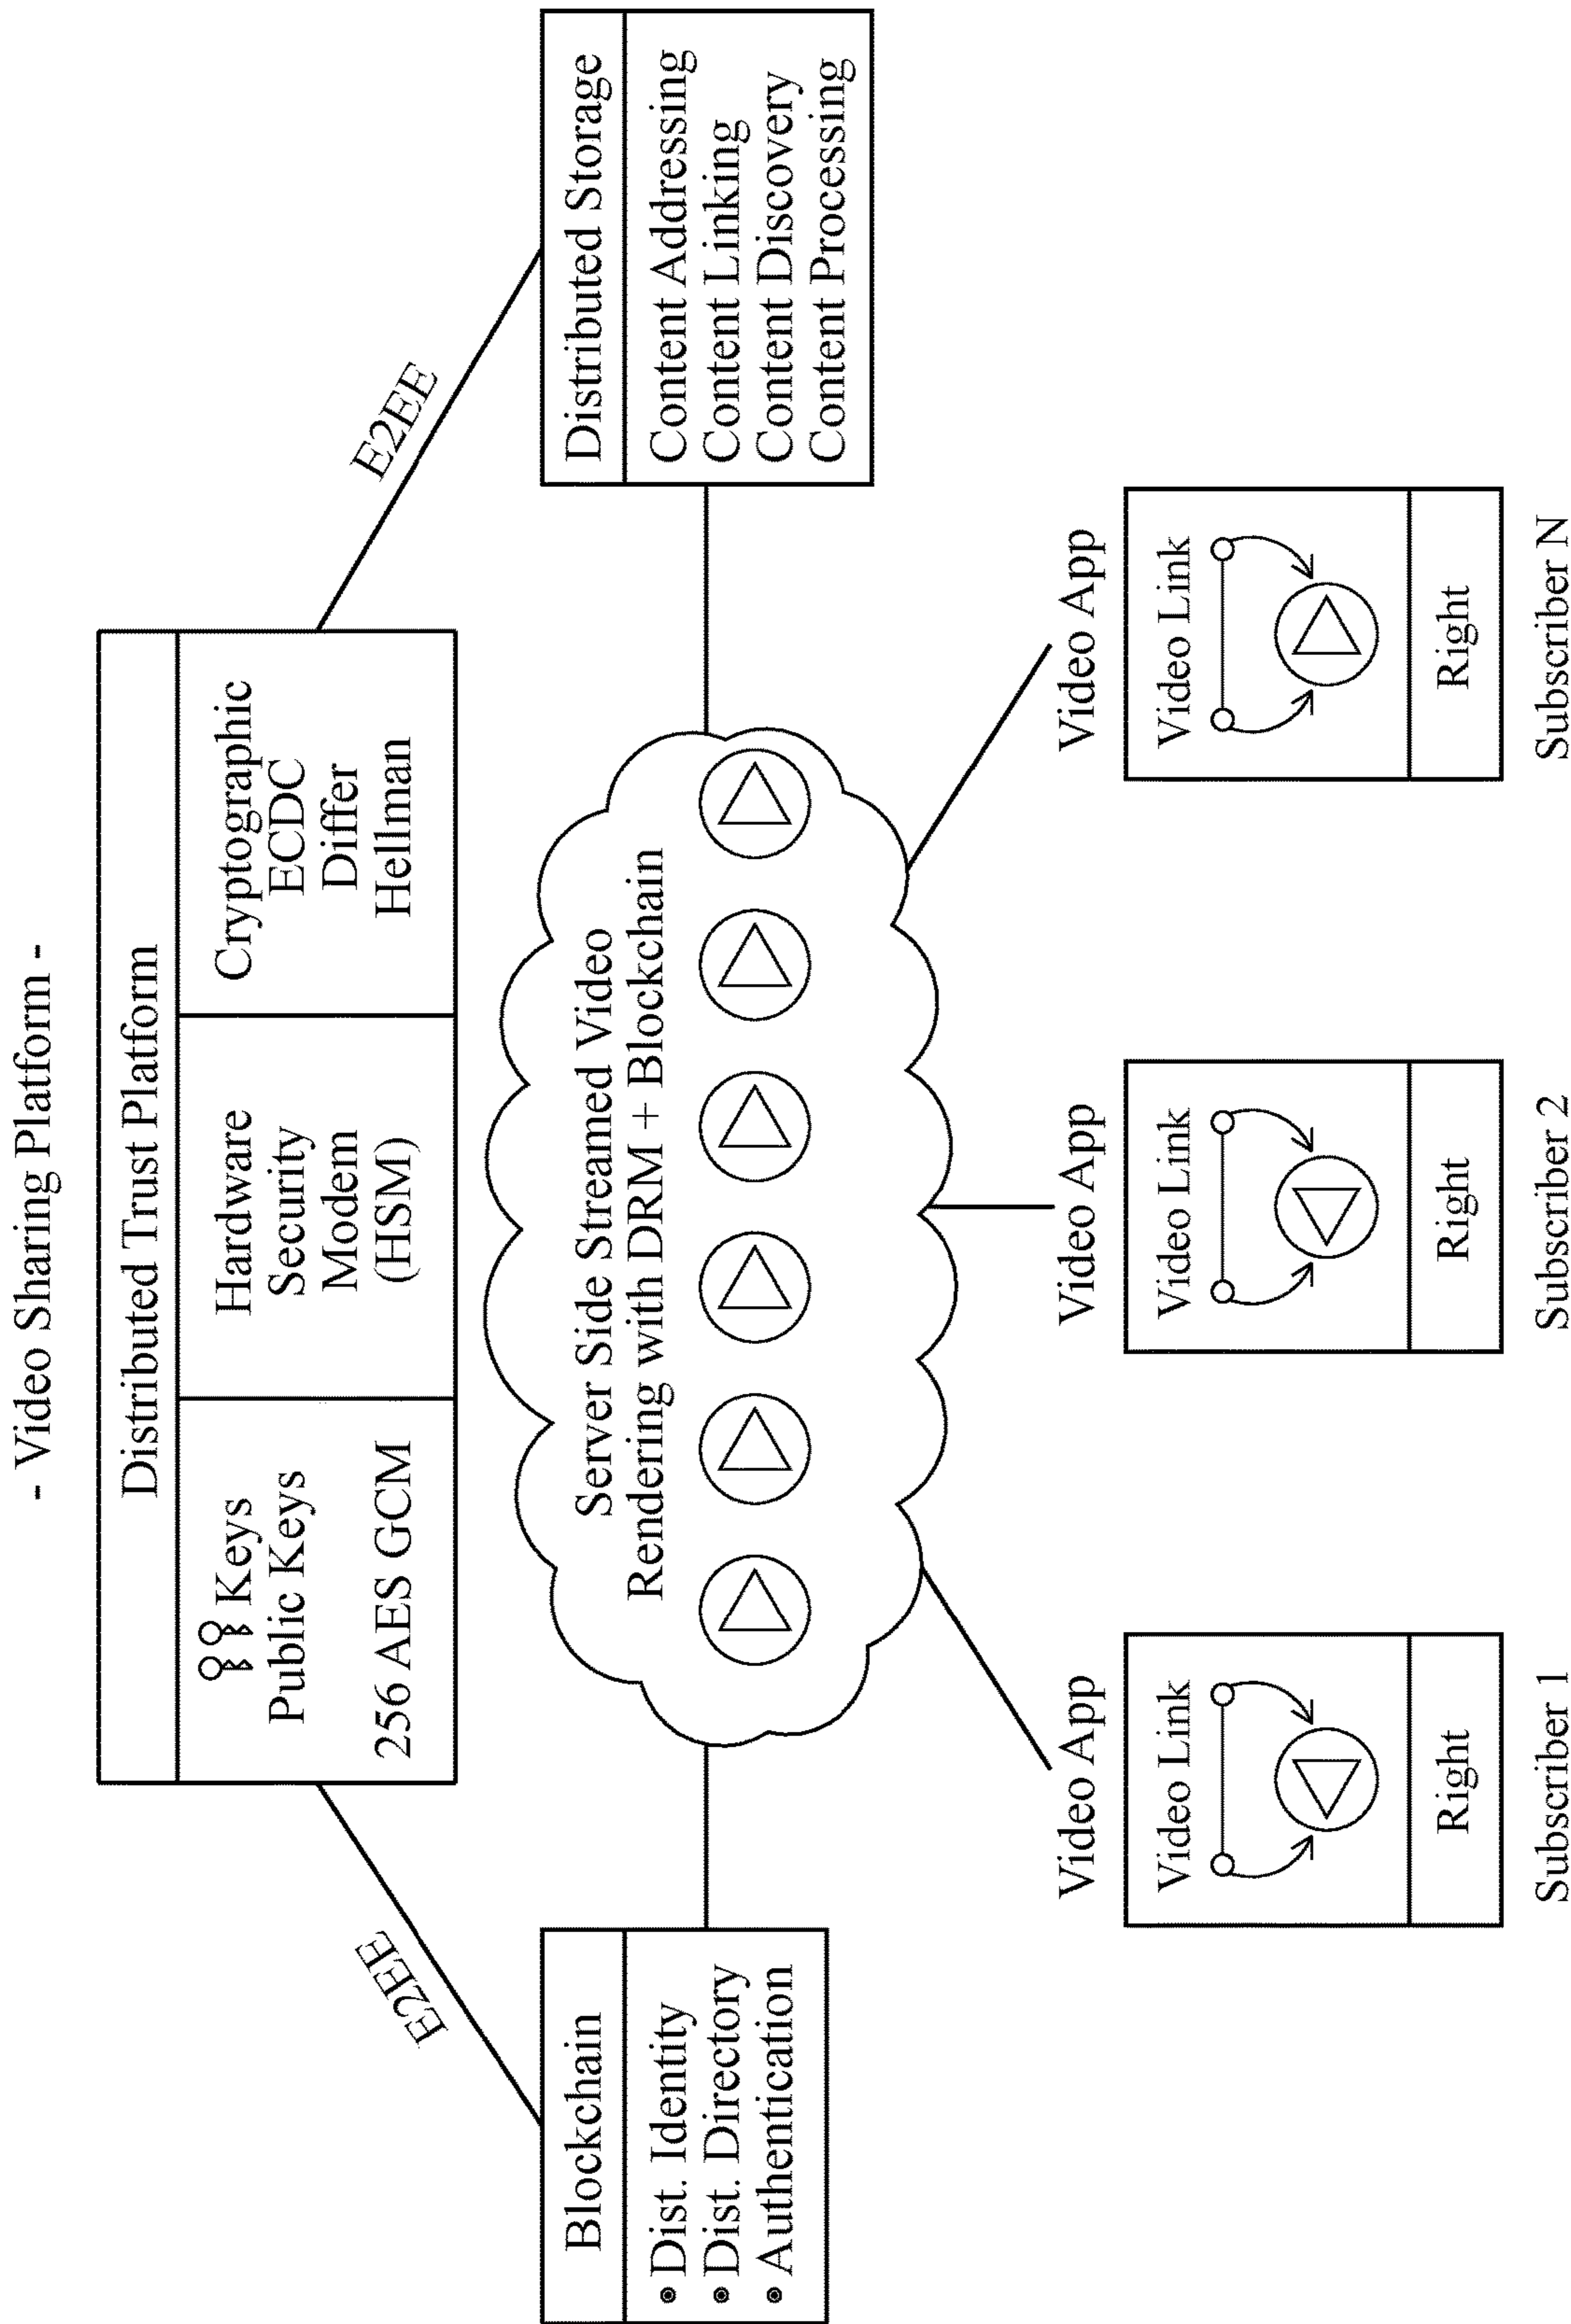 - Video Sharing Platform -
Distributed Trust Platform
Keys
Public Keys
256 AES GCM
Hardware
Security
Modem
(HSM)
Cryptographic
ECDC
Differ
Hellman
E2EE
E2EE
Blockchain
Dist. Identity
Dist. Directory
Authentication
Server Side Streamed Video
Rendering with DRM + Blockchain
Distributed Storage
Content Addressing
Content Linking
Content Discovery
Content Processing
Video App
Video Link
Right
Subscriber 1
Video App
Video Link
Right
Subscriber 2
Video App
Video Link
Right
Subscriber N